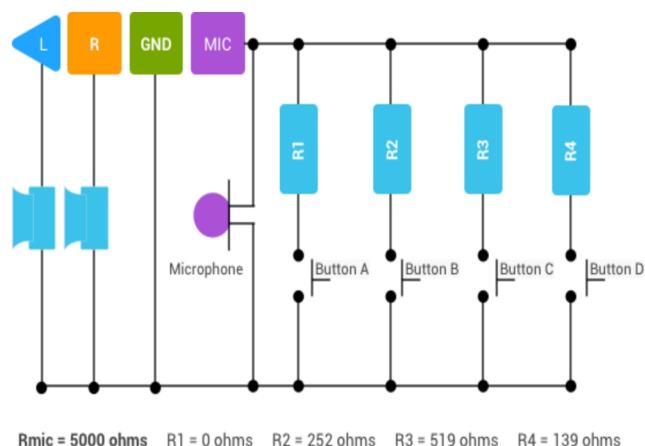 L R GND MIC
R1 R2 R3 R4
Microphone Button A Button B Button C Button D
Rmic = 5000 ohms R1 = 0 ohms R2 = 252 ohms R3 = 519 ohms R4 = 139 ohms